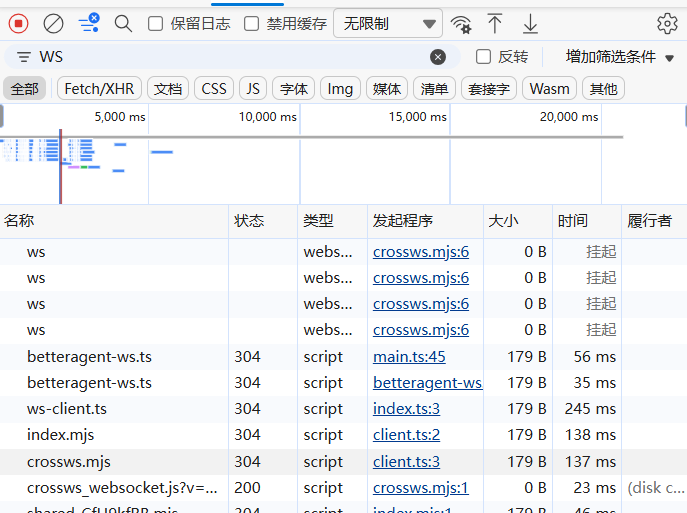 保留日志 禁用缓存 无限制
WS 反转 增加筛选条件
全部 Fetch/XHR 文档 CSS JS 字体 Img 媒体 清单 套接字 Wasm 其他
5,000 ms 10,000 ms 15,000 ms 20,000 ms
名称 状态 类型 发起程序 大小 时间 履行者
ws webs... crossws.mjs:6 0 B 挂起
ws webs... crossws.mjs:6 0 B 挂起
ws webs... crossws.mjs:6 0 B 挂起
ws webs... crossws.mjs:6 0 B 挂起
betteragent-ws.ts 304 script main.ts:45 179 B 56 ms
betteragent-ws.ts 304 script betteragent-ws. 179 B 35 ms
ws-client.ts 304 script index.ts:3 179 B 245 ms
index.mjs 304 script client.ts:2 179 B 138 ms
crossws.mjs 304 script client.ts:3 179 B 137 ms
crossws_websocket.js?v=... 200 script crossws.mjs:1 0 B 23 ms (disk c...
304 script index.mjs:1 179 B 46 ms